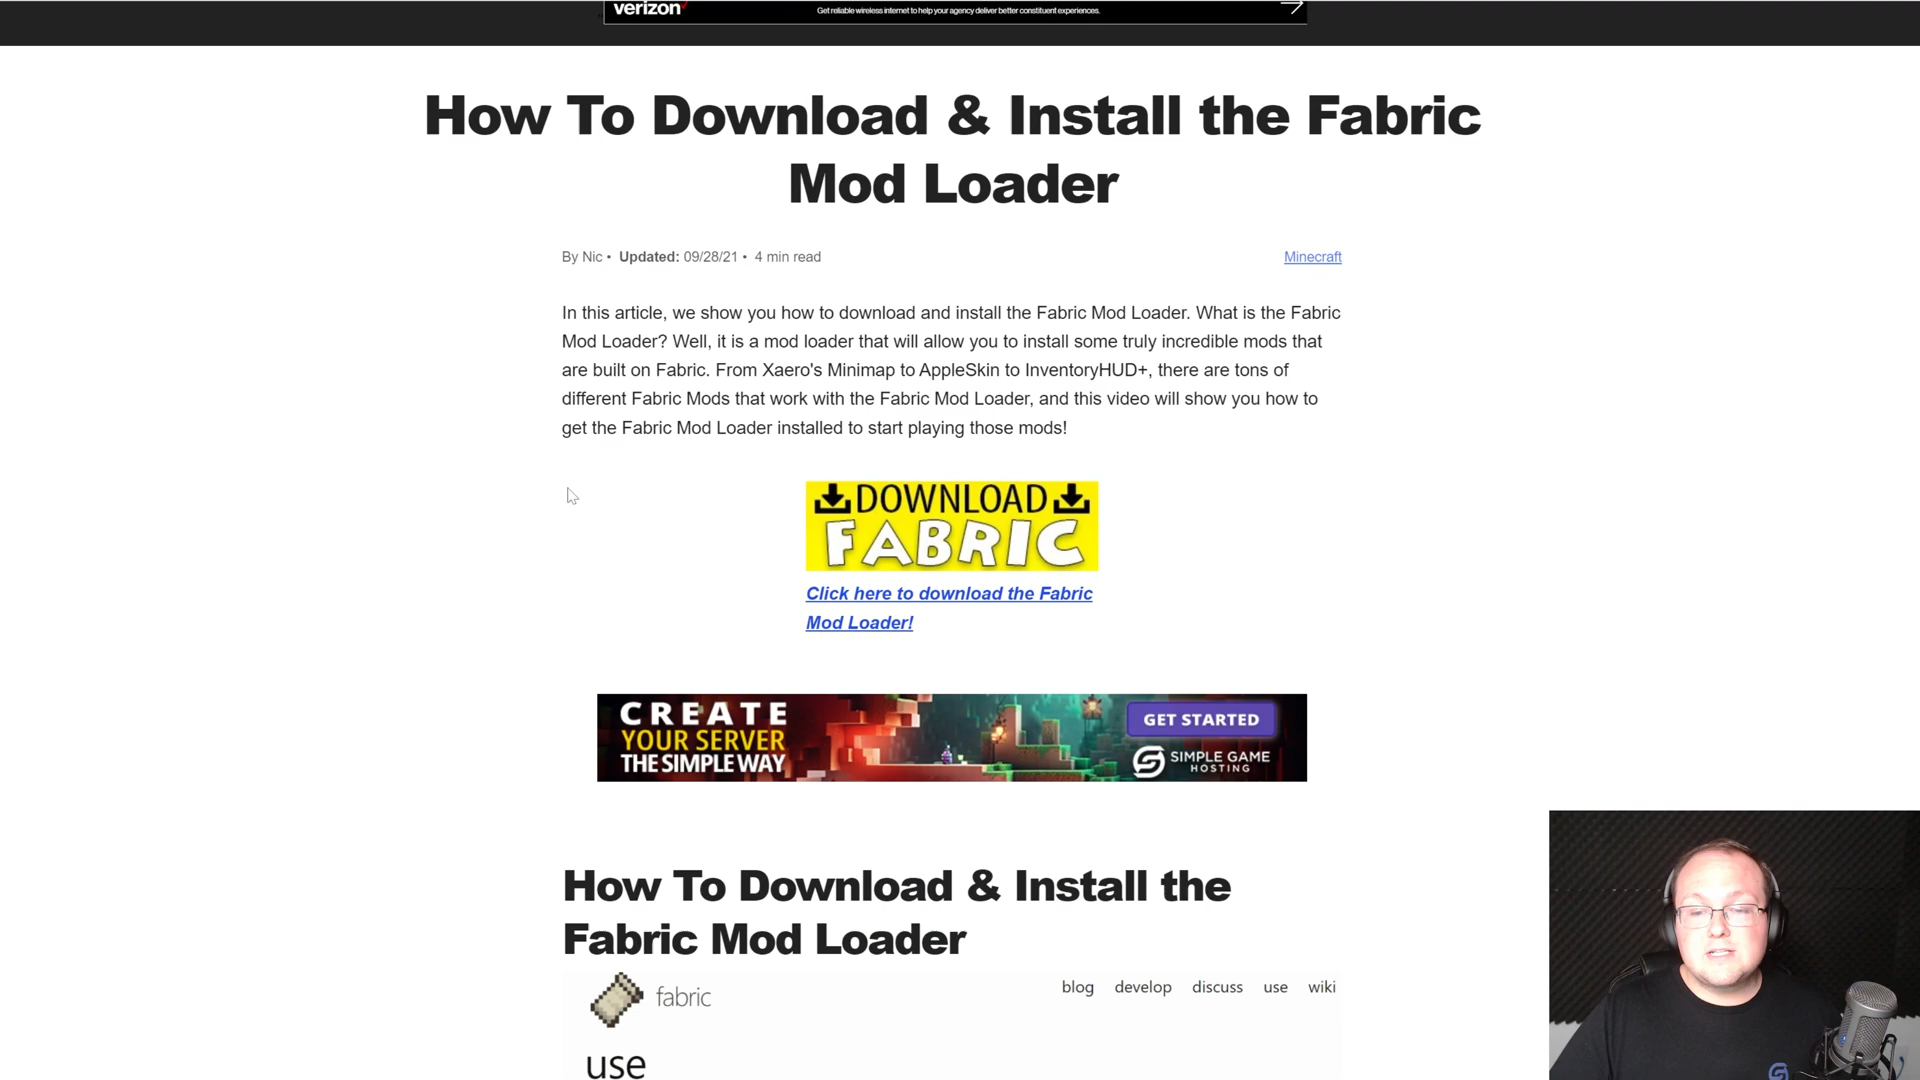 verizon
Get reliable wireless internet to help your agency deliver better constituent experiences.
How To Download & Install the Fabric
Mod Loader
By Nic • Updated: 09/28/21 • 4 min read
Minecraft
In this article, we show you how to download and install the Fabric Mod Loader. What is the Fabric
Mod Loader? Well, it is a mod loader that will allow you to install some truly incredible mods that
are built on Fabric. From Xaero's Minimap to AppleSkin to InventoryHUD+, there are tons of
different Fabric Mods that work with the Fabric Mod Loader, and this video will show you how to
get the Fabric Mod Loader installed to start playing those mods!
DOWNLOAD
FABRIC
Click here to download the Fabric
Mod Loader!
CREATE
YOUR SERVER
THE SIMPLE WAY
GET STARTED
SIMPLE GAME
HOSTING
How To Download & Install the
Fabric Mod Loader
fabric
blog develop discuss use wiki
use